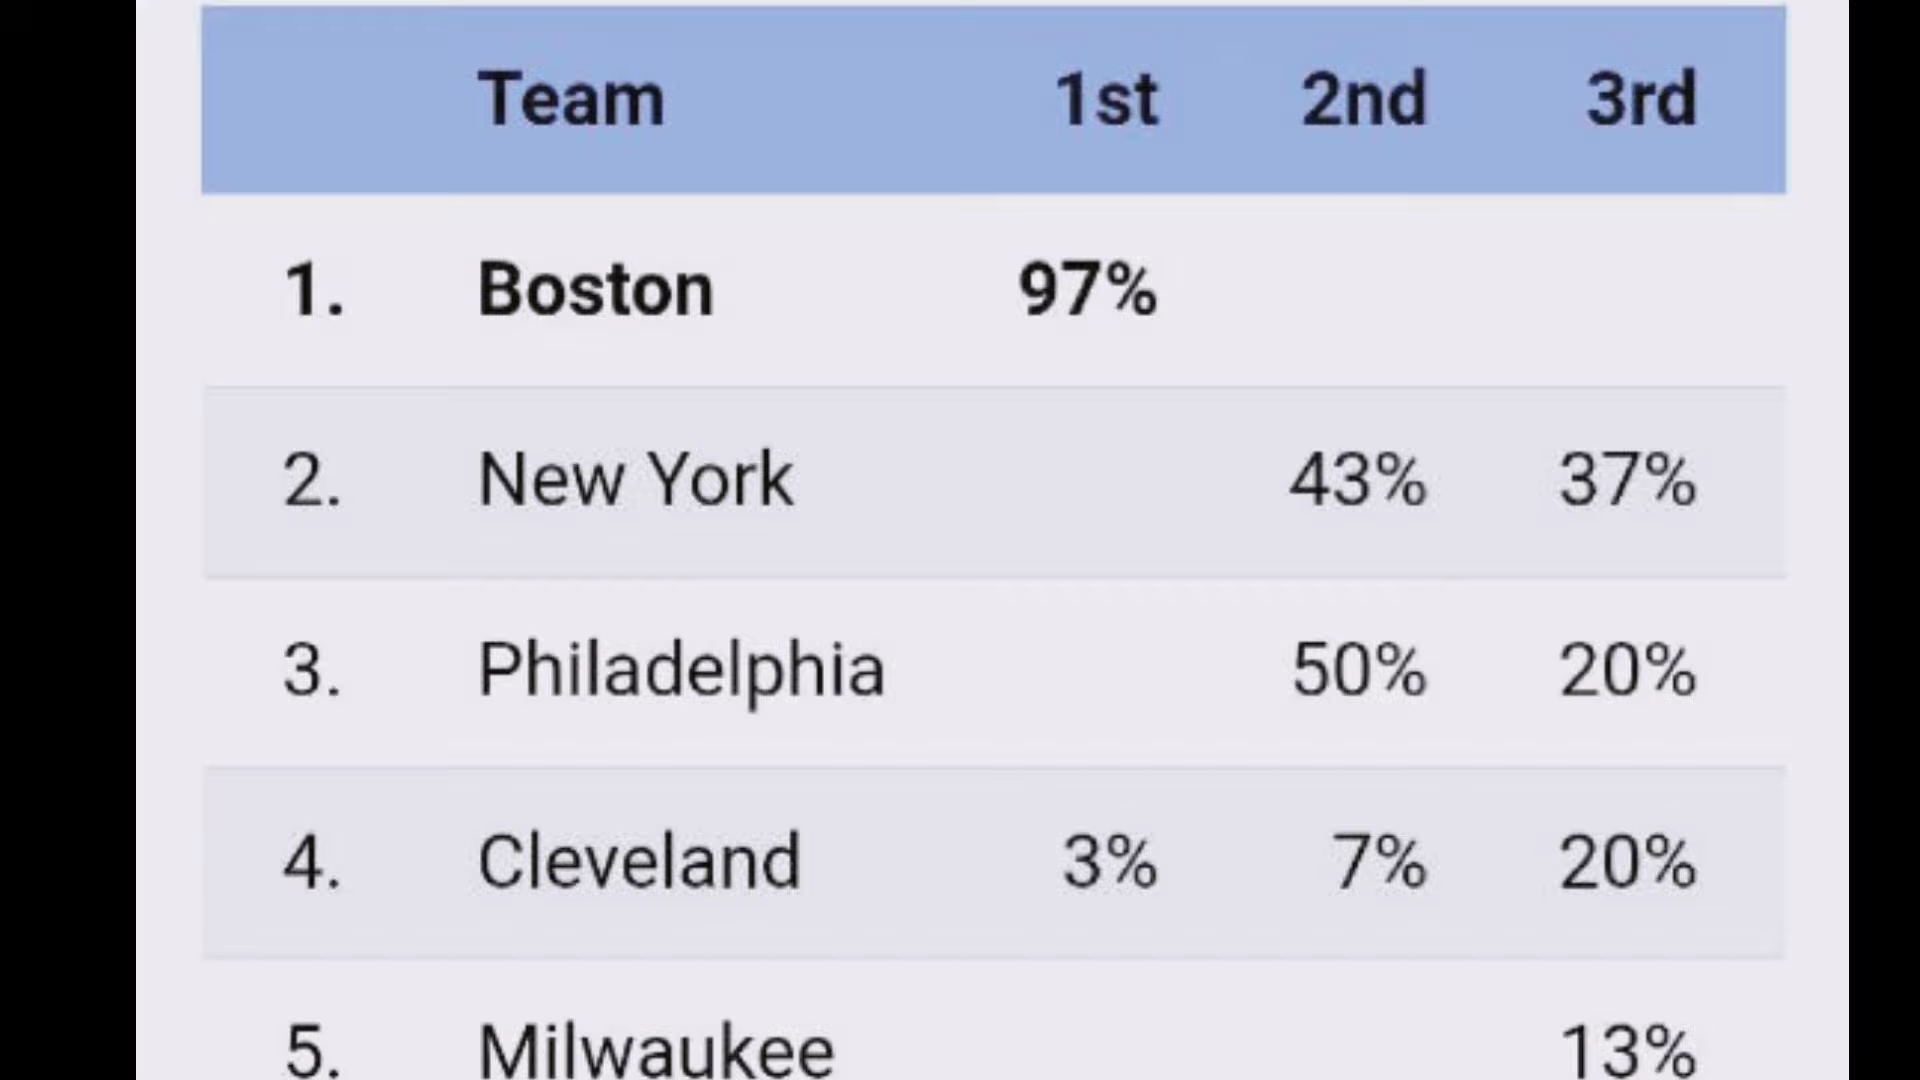 Team 1st 2nd 3rd
1. Boston 97%
2. New York 43% 37%
3. Philadelphia 50% 20%
4. Cleveland 3% 7% 20%
5. Milwaukee 13%